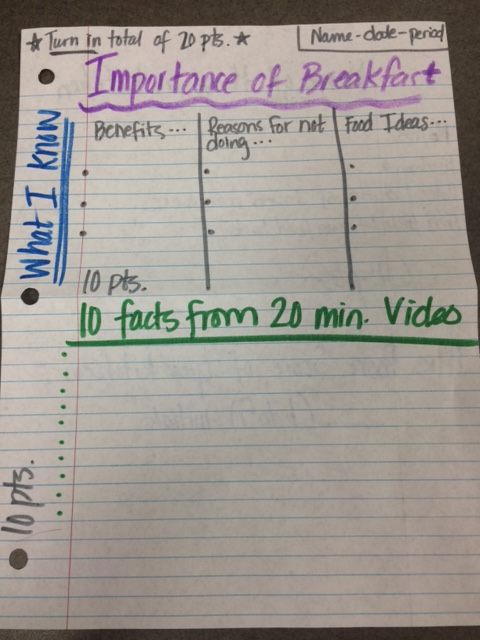 ★ Turn in total of 20 pts. ★
Name-date-period
Importance of Breakfast
What I know
Benefits...
Reasons for not
doing...
Food Ideas...
10 pts.
10 facts from 20 min. Video
10 pts.